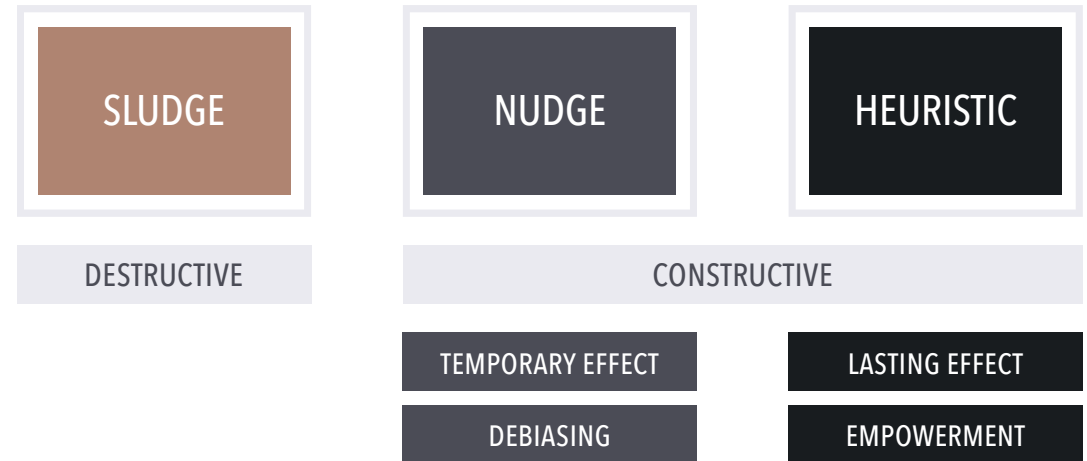 SLUDGE
NUDGE
HEURISTIC
DESTRUCTIVE
CONSTRUCTIVE
TEMPORARY EFFECT
LASTING EFFECT
DEBIASING
EMPOWERMENT